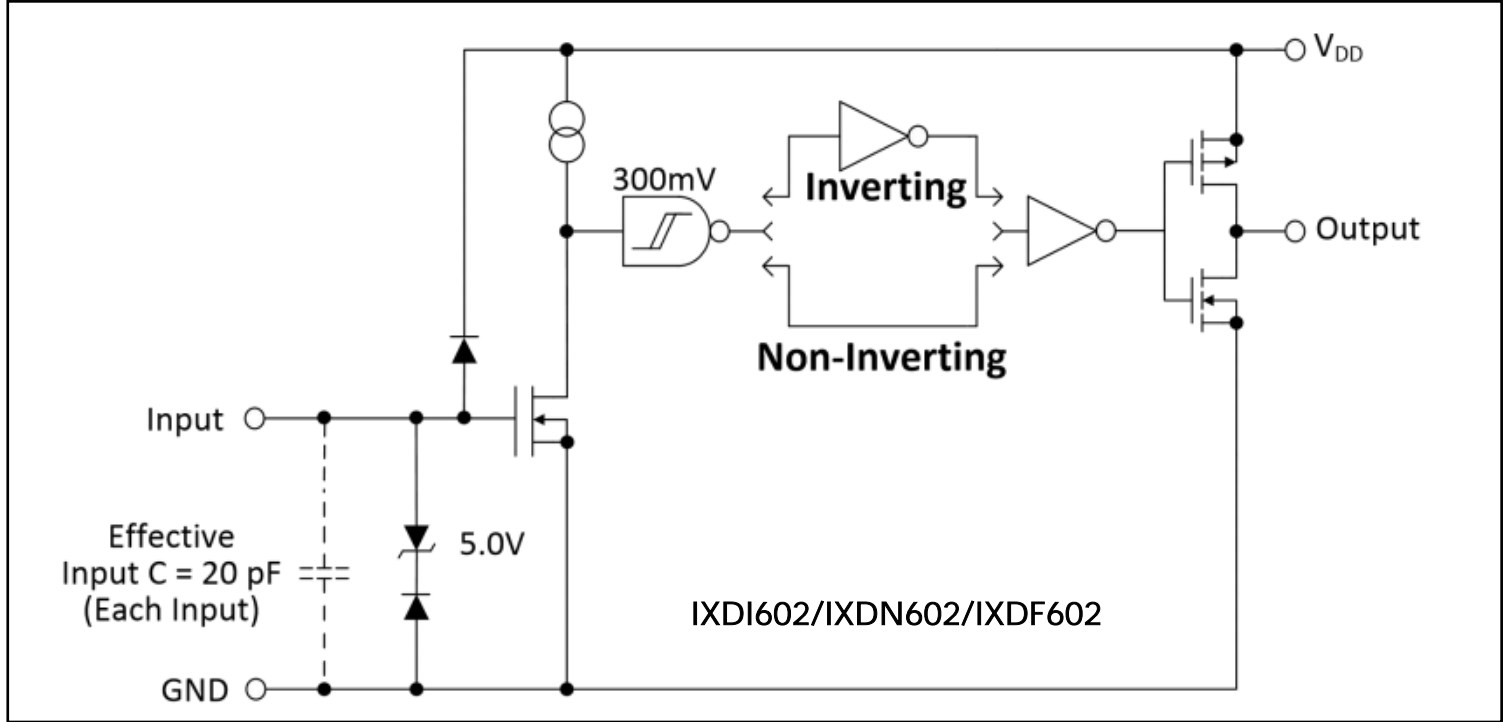 V_DD
300mV
Inverting
Output
Non-Inverting
Input
Effective
Input C = 20 pF
(Each Input)
5.0V
IXDI602/IXDN602/IXDF602
GND